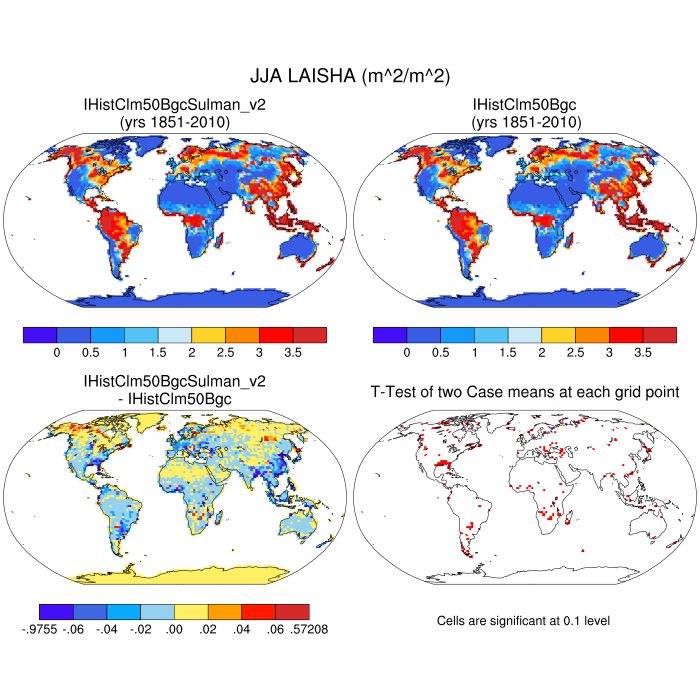 JJA LAISHA (m^2/m^2)
IHistClm50BgcSulman_v2
(yrs 1851-2010)
IHistClm50Bgc
(yrs 1851-2010)
0 0.5 1 1.5 2 2.5 3 3.5
0 0.5 1 1.5 2 2.5 3 3.5
IHistClm50BgcSulman_v2
- IHistClm50Bgc
T-Test of two Case means at each grid point
-.9755 -.06 -.04 -.02 .00 .02 .04 .06 .57208
Cells are significant at 0.1 level